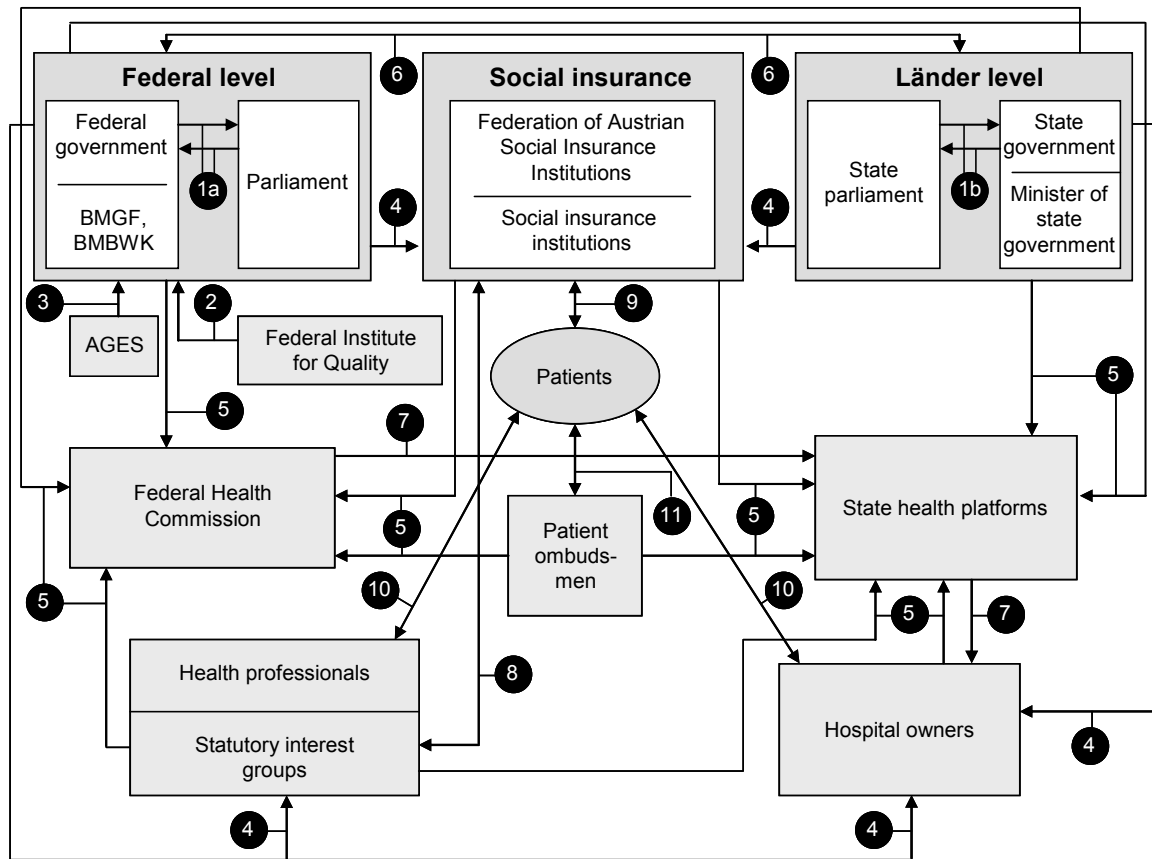 6
6
Federal level
Social insurance
Länder level
Federal
government
1a
Parliament
BMGF,
BMBWK
4
Federation of Austrian
Social Insurance
Institutions
Social insurance
institutions
4
State
parliament
1b
State
government
Minister of
state
government
3
2
9
AGES
Federal Institute
for Quality
Patients
5
5
7
Federal Health
Commission
State health platforms
5
11
5
Patient
ombuds-
men
5
10
10
5
7
Health professionals
8
Statutory interest
groups
Hospital owners
4
4
4